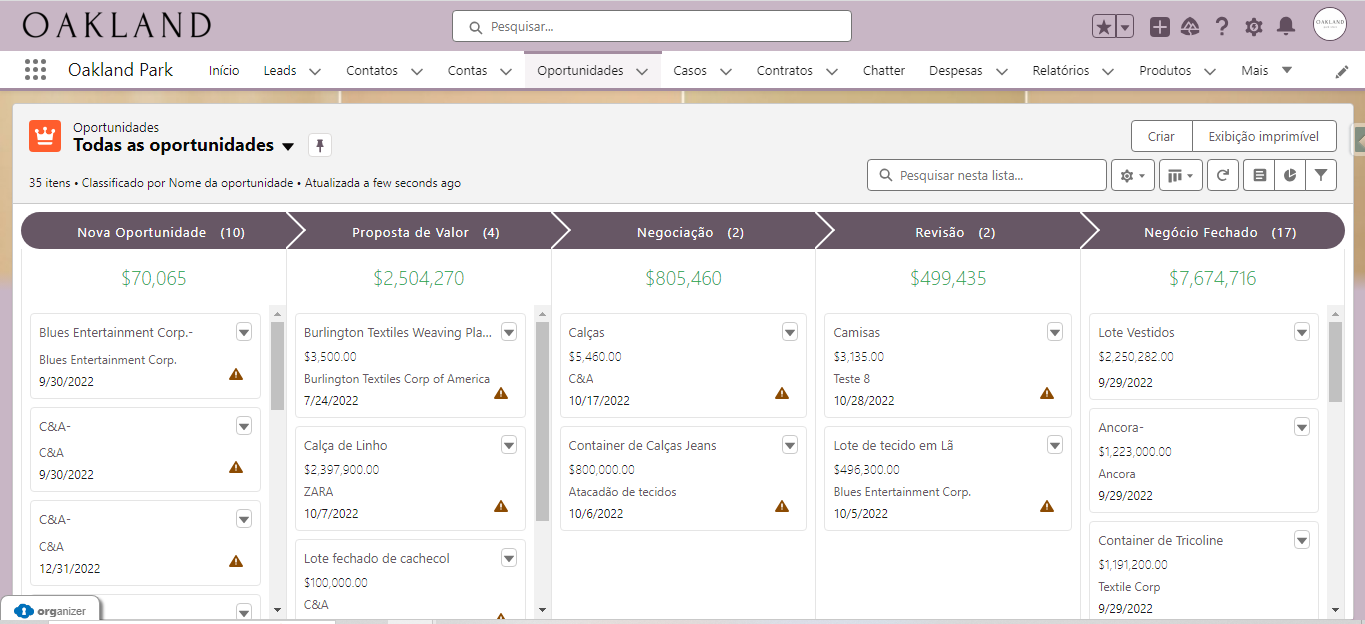 OAKLAND
Pesquisar...
OAKLAND
Oakland Park
Início
Leads
Contatos
Contas
Oportunidades
Casos
Contratos
Chatter
Despesas
Relatórios
Produtos
Mais
Oportunidades
Todas as oportunidades
Criar
Exibição imprimível
35 itens • Classificado por Nome da oportunidade • Atualizada a few seconds ago
Pesquisar nesta lista...
Nova Oportunidade (10)
$70,065
Blues Entertainment Corp.-
Blues Entertainment Corp.
9/30/2022
C&A-
C&A
9/30/2022
C&A-
C&A
12/31/2022
Proposta de Valor (4)
$2,504,270
Burlington Textiles Weaving Pla...
$3,500.00
Burlington Textiles Corp of America
7/24/2022
Calça de Linho
$2,397,900.00
ZARA
10/7/2022
Lote fechado de cachecol
$100,000.00
C&A
Negociação (2)
$805,460
Calças
$5,460.00
C&A
10/17/2022
Container de Calças Jeans
$800,000.00
Atacadão de tecidos
10/6/2022
Revisão (2)
$499,435
Camisas
$3,135.00
Teste 8
10/28/2022
Lote de tecido em Lã
$496,300.00
Blues Entertainment Corp.
10/5/2022
Negócio Fechado (17)
$7,674,716
Lote Vestidos
$2,250,282.00
9/29/2022
Ancora-
$1,223,000.00
Ancora
9/29/2022
Container de Tricoline
$1,191,200.00
Textile Corp
9/29/2022
organizer